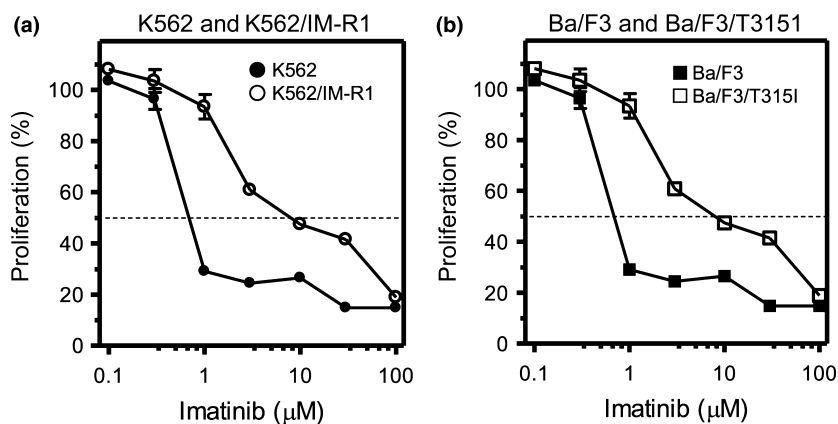 (a)
K562 and K562/IM-R1
K562
K562/IM-R1
Proliferation (%)
100
80
60
40
20
0
0.1 1 10 100
Imatinib (μM)
(b)
Ba/F3 and Ba/F3/T3151
Ba/F3
Ba/F3/T315I
Proliferation (%)
100
80
60
40
20
0
0.1 1 10 100
Imatinib (μM)